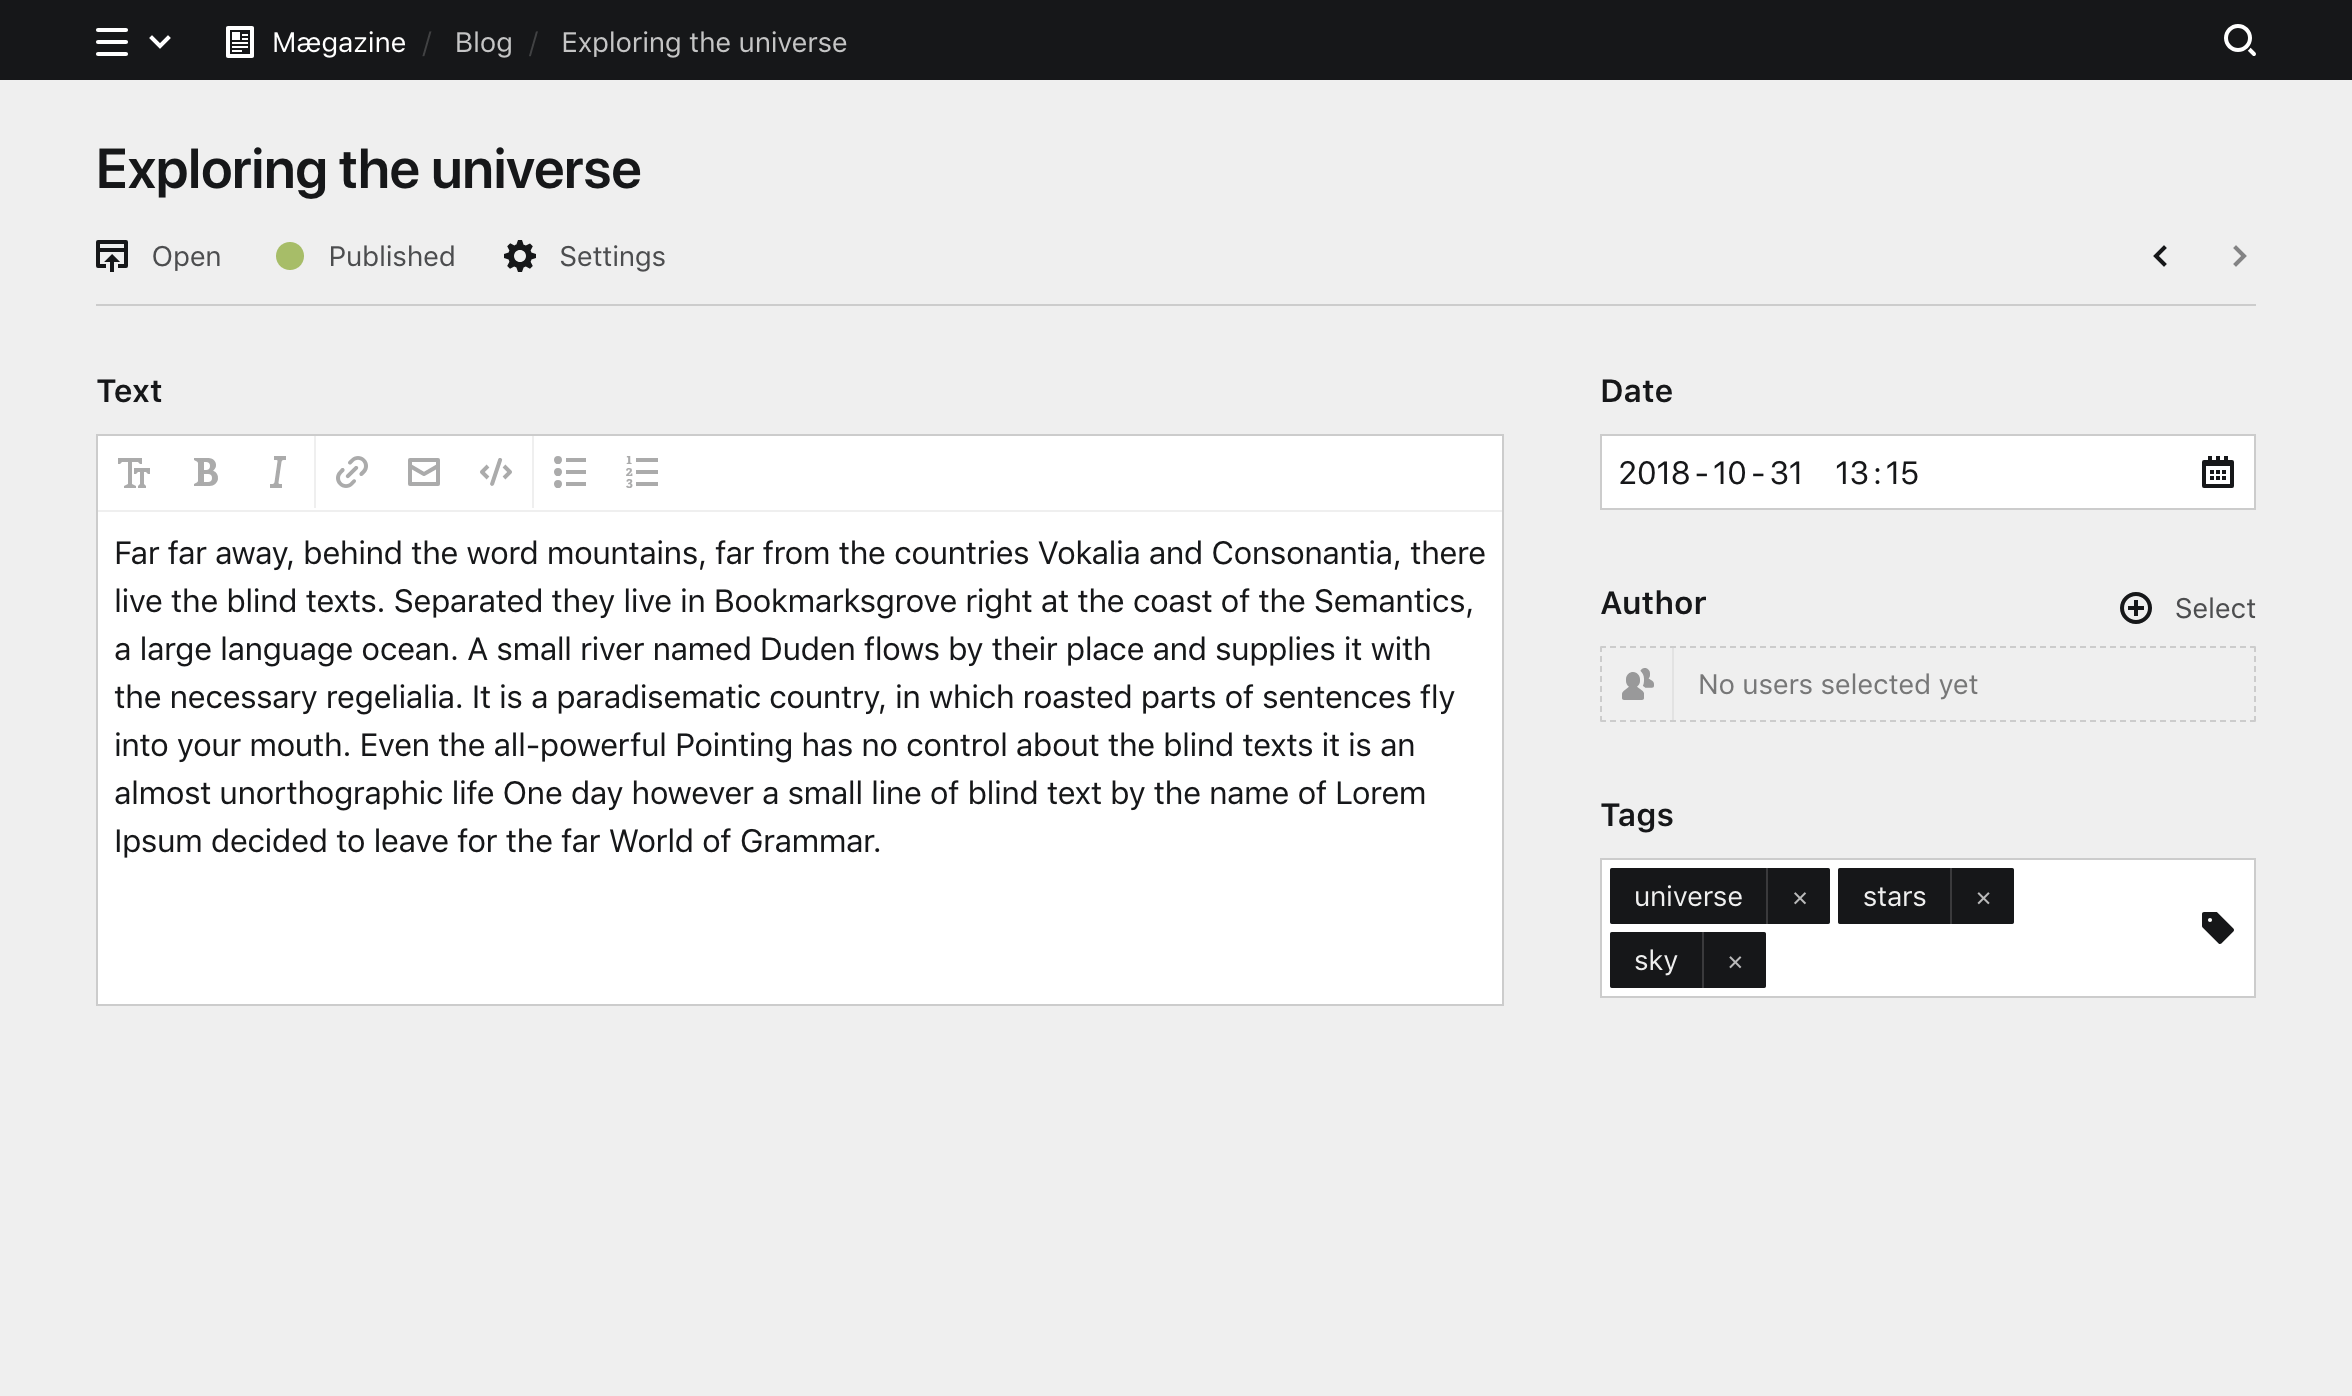 Mægazine / Blog / Exploring the universe
Exploring the universe
Open Published Settings
Text
Far far away, behind the word mountains, far from the countries Vokalia and Consonantia, there
live the blind texts. Separated they live in Bookmarksgrove right at the coast of the Semantics,
a large language ocean. A small river named Duden flows by their place and supplies it with
the necessary regelialia. It is a paradisematic country, in which roasted parts of sentences fly
into your mouth. Even the all-powerful Pointing has no control about the blind texts it is an
almost unorthographic life One day however a small line of blind text by the name of Lorem
Ipsum decided to leave for the far World of Grammar.
Date
2018-10-31 13:15
Author
Select
No users selected yet
Tags
universe × stars ×
sky ×